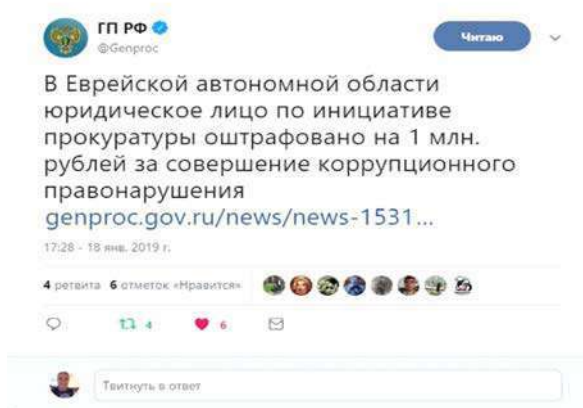 ГП РФ
@Genproc
Читаю
В Еврейской автономной области
юридическое лицо по инициативе
прокуратуры оштрафовано на 1 млн.
рублей за совершение коррупционного
правонарушения
genproc.gov.ru/news/news-1531...
17:28 - 18 янв. 2019 г.
4 ретвита 6 отметок «Нравится»
4 6
Твитнуть в ответ